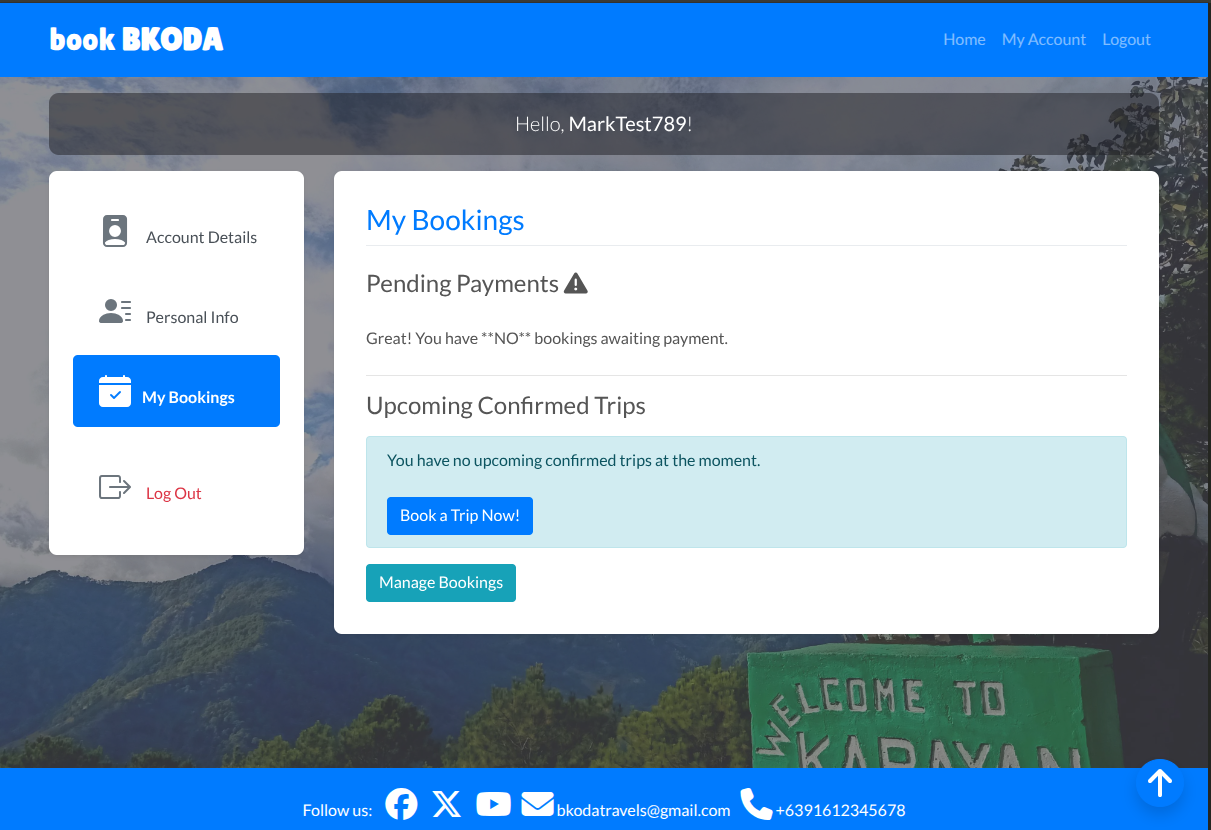 book BKODA
Home My Account Logout
Hello, MarkTest789!
Account Details
Personal Info
My Bookings
Log Out
My Bookings
Pending Payments
Great! You have **NO** bookings awaiting payment.
Upcoming Confirmed Trips
You have no upcoming confirmed trips at the moment.
Book a Trip Now!
Manage Bookings
WELCOME TO
KAPAYAN
Follow us: bkodatravels@gmail.com +6391612345678